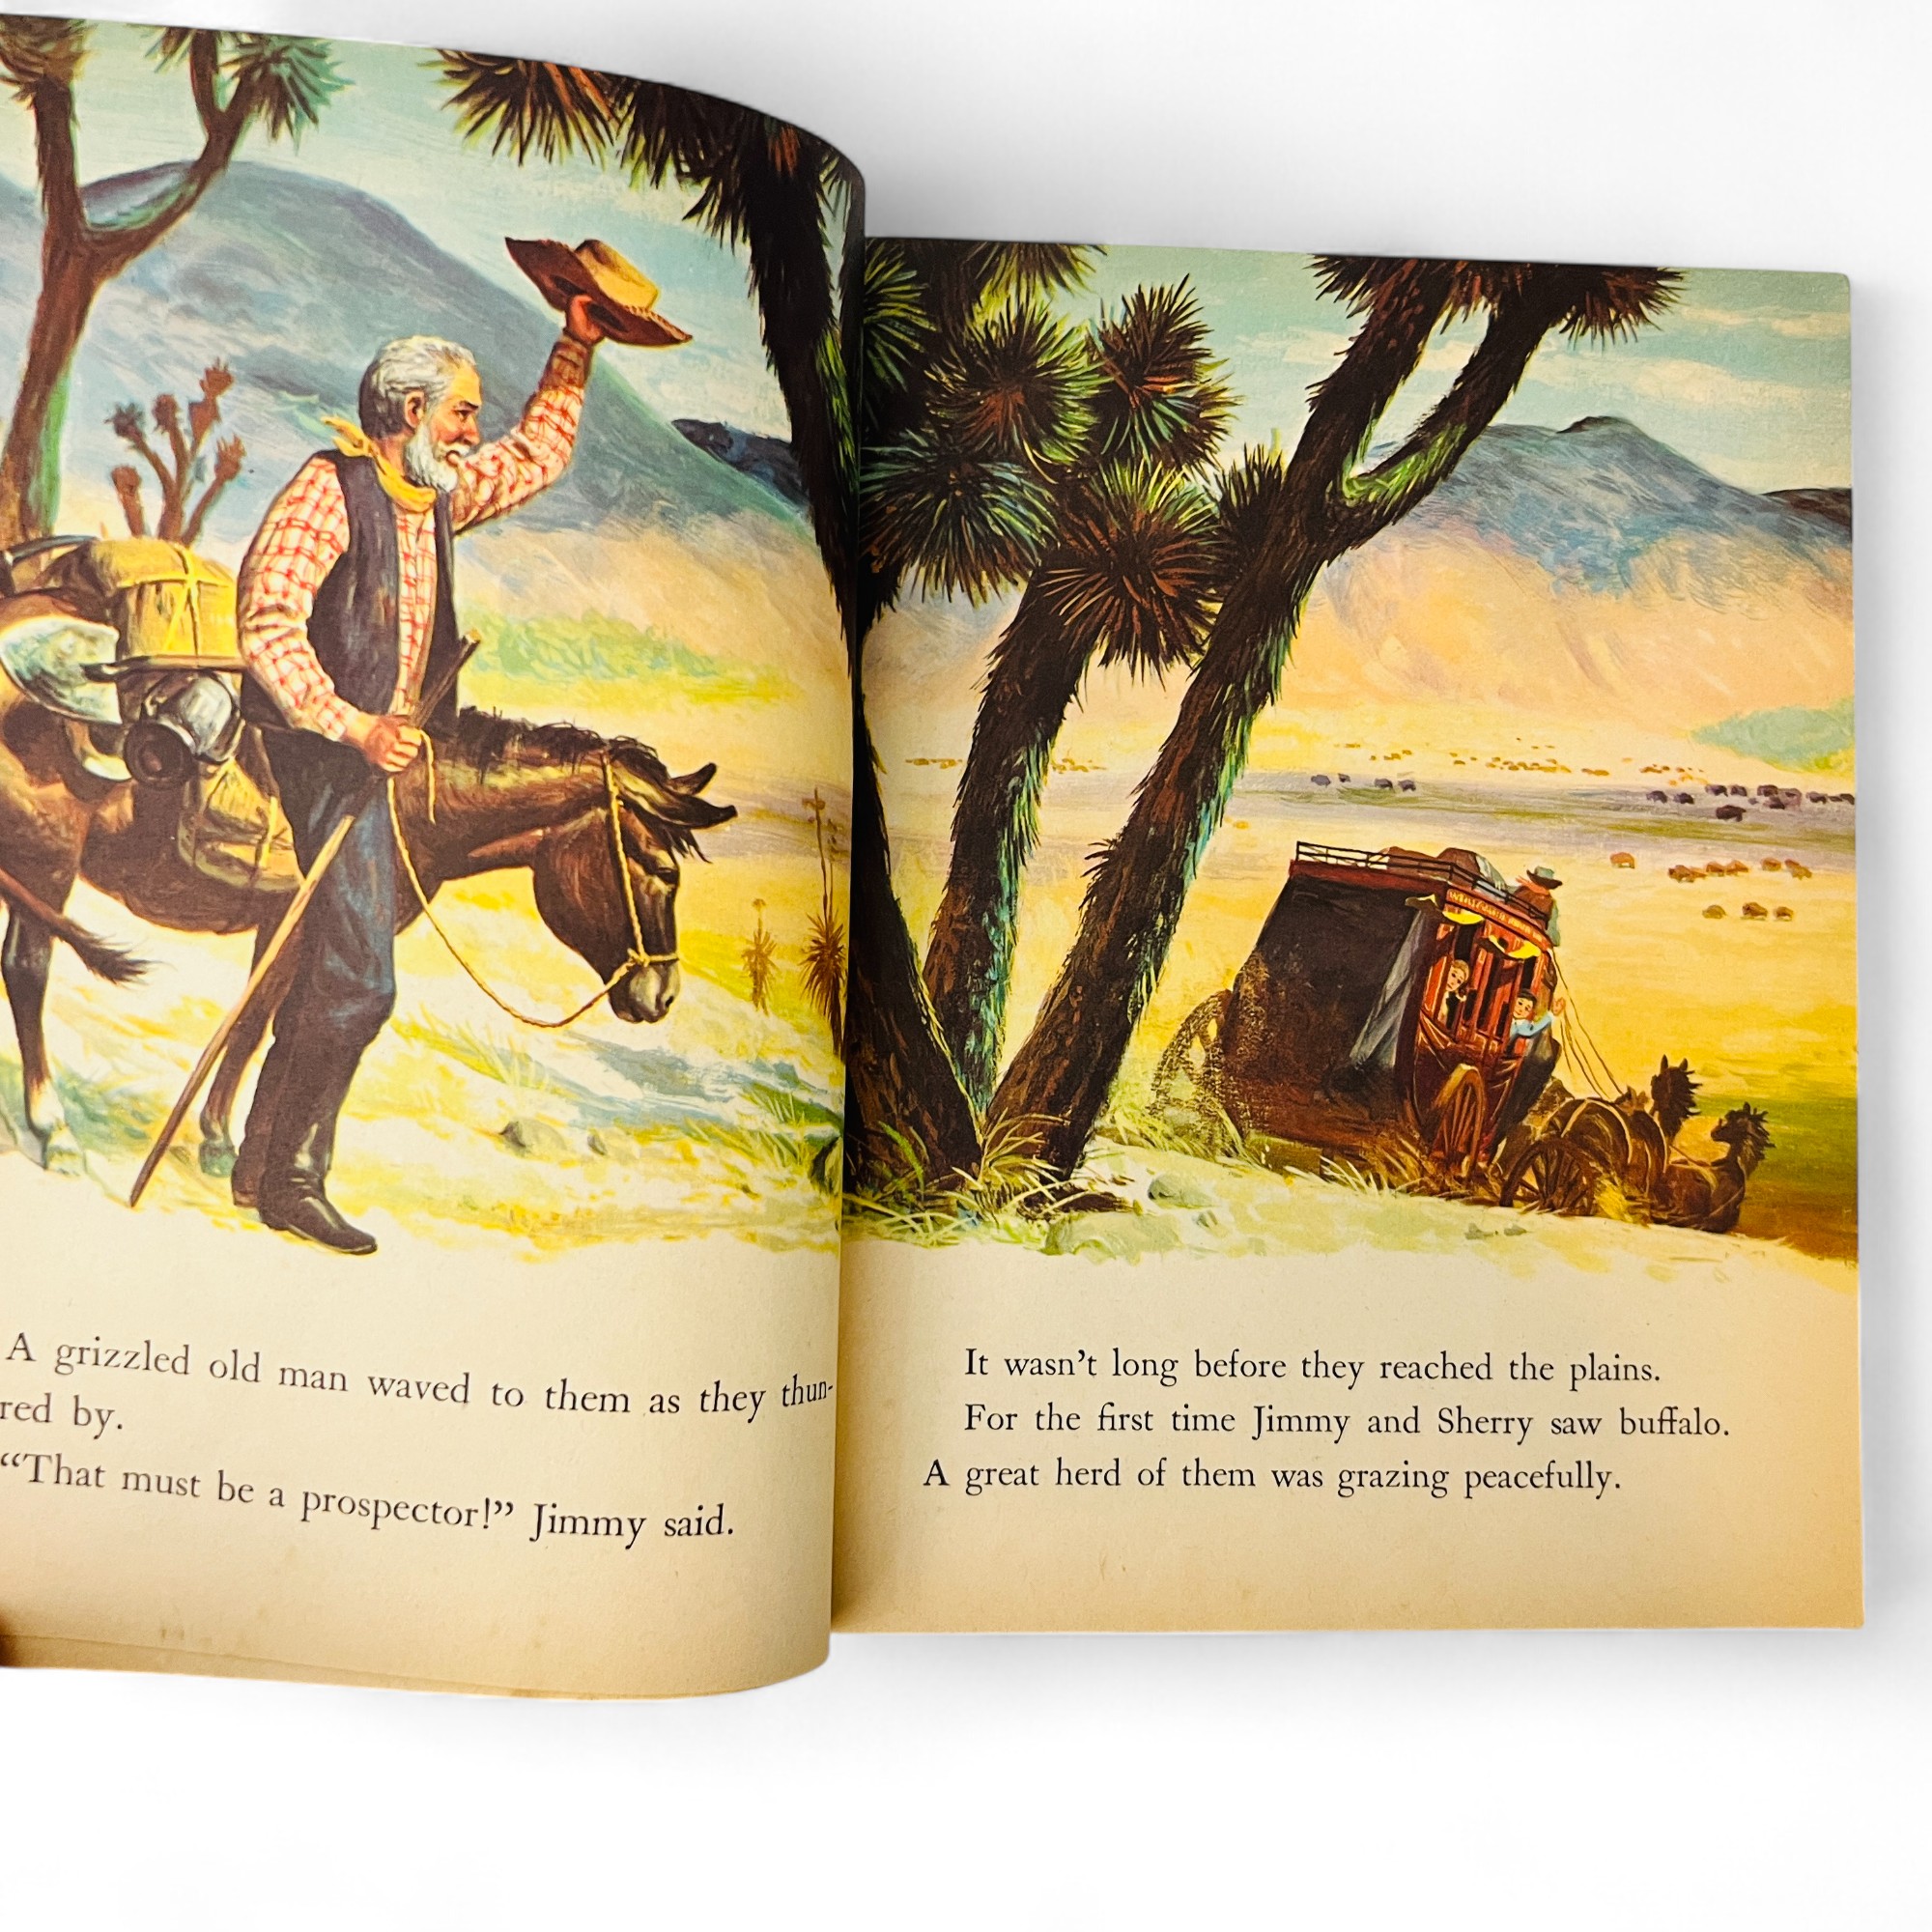 A grizzled old man waved to them as they thun-
red by.
“That must be a prospector!” Jimmy said.
It wasn’t long before they reached the plains.
For the first time Jimmy and Sherry saw buffalo.
A great herd of them was grazing peacefully.